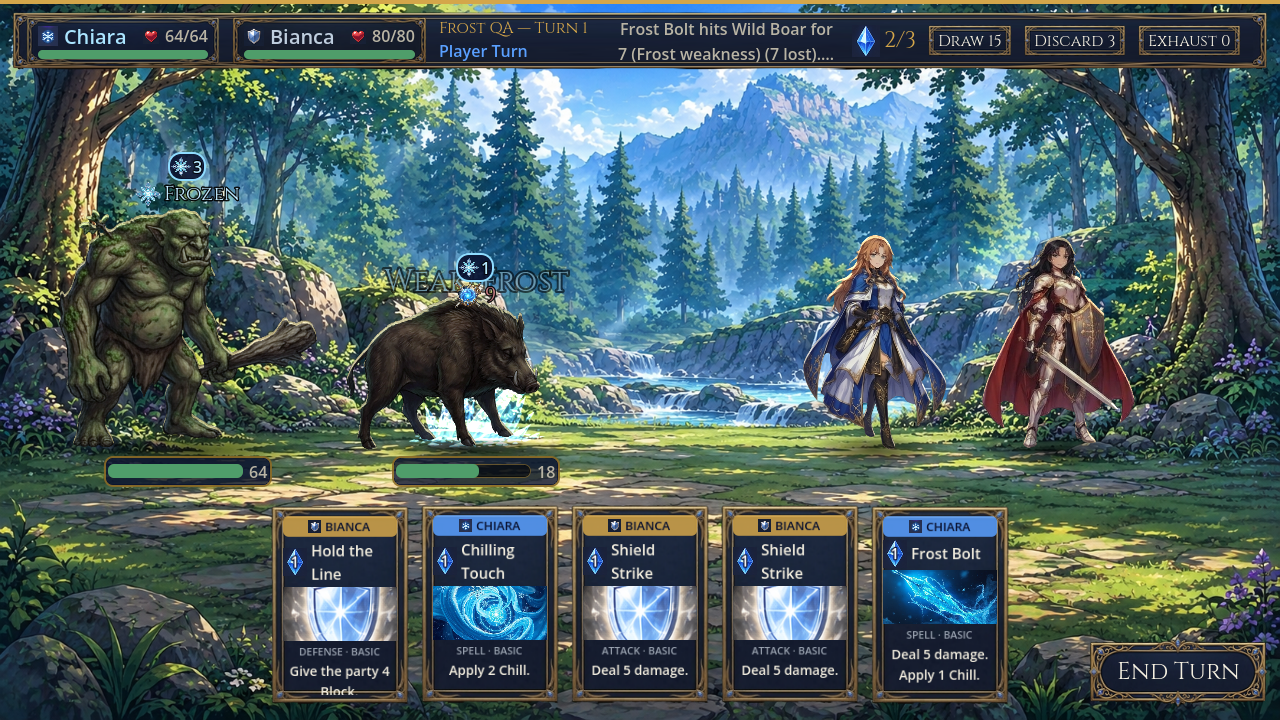 Chiara 64/64
Bianca 80/80
Frost QA — Turn 1
Player Turn
Frost Bolt hits Wild Boar for
7 (Frost weakness) (7 lost)....
2/3
Draw 15
Discard 3
Exhaust 0
3
Frozen
1
9
64
18
BIANCA
1
Hold the
Line
DEFENSE · BASIC
Give the party 4
Block.
CHIARA
1
Chilling
Touch
SPELL · BASIC
Apply 2 Chill.
BIANCA
1
Shield
Strike
ATTACK · BASIC
Deal 5 damage.
BIANCA
1
Shield
Strike
ATTACK · BASIC
Deal 5 damage.
CHIARA
1
Frost Bolt
SPELL · BASIC
Deal 5 damage.
Apply 1 Chill.
End Turn